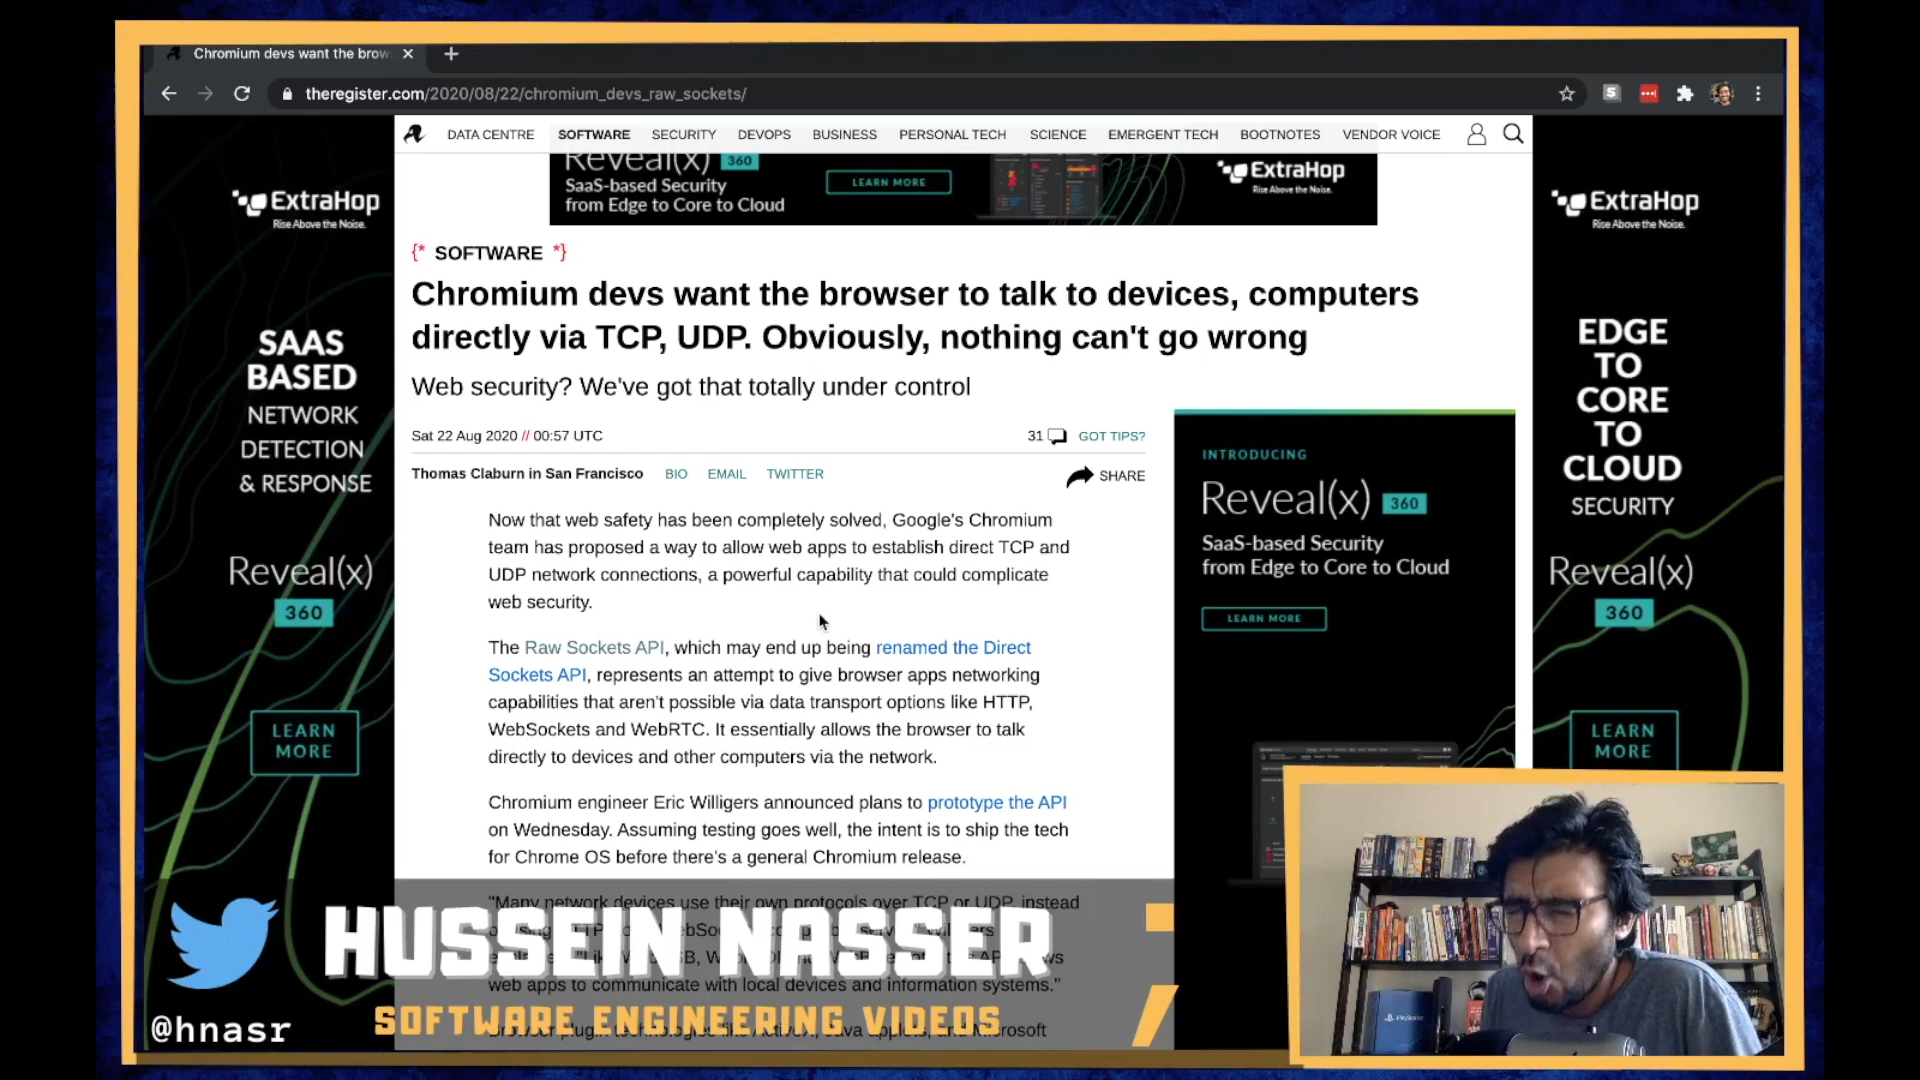 Chromium devs want the brow
theregister.com/2020/08/22/chromium_devs_raw_sockets/
DATA CENTRE SOFTWARE SECURITY DEVOPS BUSINESS PERSONAL TECH SCIENCE EMERGENT TECH BOOTNOTES VENDOR VOICE
Reveal(x) 360
SaaS-based Security
from Edge to Core to Cloud
LEARN MORE
ExtraHop
Rise Above the Noise.
ExtraHop
Rise Above the Noise.
SAAS
BASED
NETWORK
DETECTION
& RESPONSE
Reveal(x)
360
LEARN
MORE
{* SOFTWARE *}
Chromium devs want the browser to talk to devices, computers
directly via TCP, UDP. Obviously, nothing can't go wrong
Web security? We've got that totally under control
Sat 22 Aug 2020 // 00:57 UTC
31 GOT TIPS?
Thomas Claburn in San Francisco BIO EMAIL TWITTER
SHARE
Now that web safety has been completely solved, Google's Chromium
team has proposed a way to allow web apps to establish direct TCP and
UDP network connections, a powerful capability that could complicate
web security.
The Raw Sockets API, which may end up being renamed the Direct
Sockets API, represents an attempt to give browser apps networking
capabilities that aren't possible via data transport options like HTTP,
WebSockets and WebRTC. It essentially allows the browser to talk
directly to devices and other computers via the network.
Chromium engineer Eric Willigers announced plans to prototype the API
on Wednesday. Assuming testing goes well, the intent is to ship the tech
for Chrome OS before there's a general Chromium release.
"Many network devices use their own protocols over TCP or UDP, instead
web apps to communicate with local devices and information systems."
INTRODUCING
Reveal(x) 360
SaaS-based Security
from Edge to Core to Cloud
LEARN MORE
ExtraHop
Rise Above the Noise.
EDGE
TO
CORE
TO
CLOUD
SECURITY
Reveal(x)
360
LEARN
MORE
HUSSEIN NASSER
SOFTWARE ENGINEERING VIDEOS
@hnasr
;